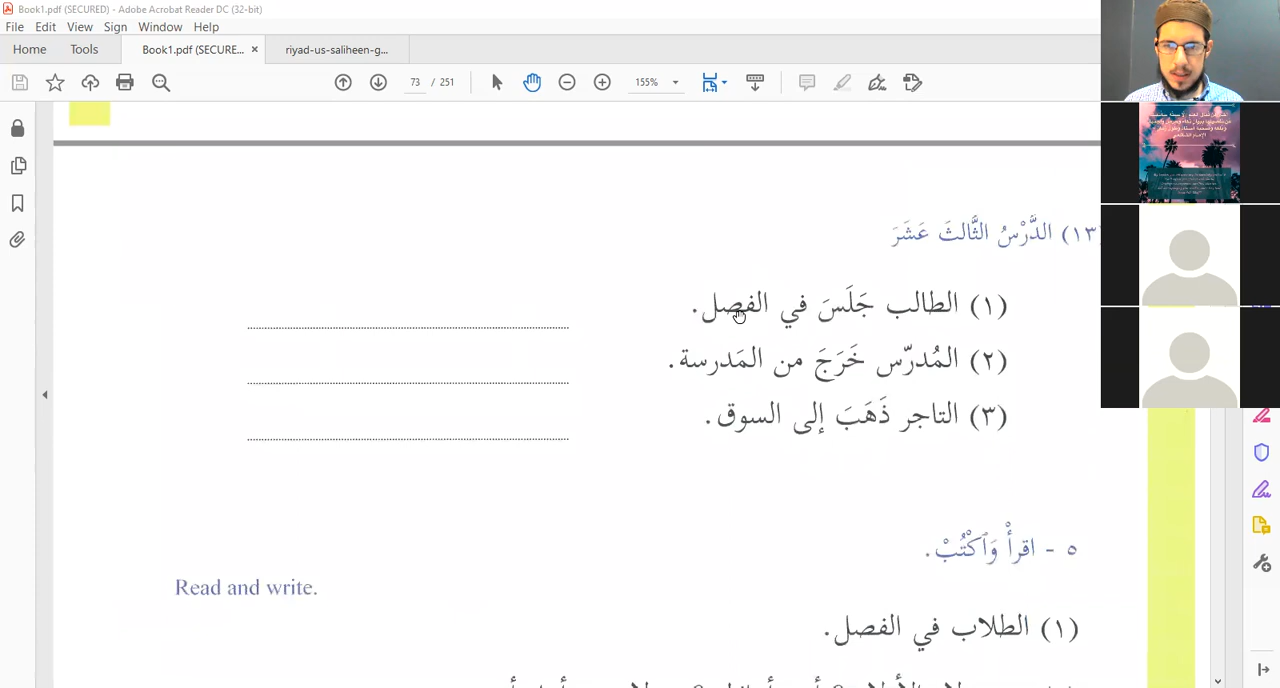 Book1.pdf (SECURED) - Adobe Acrobat Reader DC (32-bit)
File Edit View Sign Window Help
Home Tools Book1.pdf (SECURE... × riyad-us-saliheen-g...
73 / 251 155%
(١٣) الدَّرْسُ الثَّالثَ عَشَرَ
(١) الطالب جَلَسَ في الفصل.
(٢) المُدرّس خَرَجَ من المَدرسة.
(٣) التاجر ذَهَبَ إلى السوق.
٥ - اقرأْ وَٱكْتُبْ.
Read and write.
(١) الطلاب في الفصل.